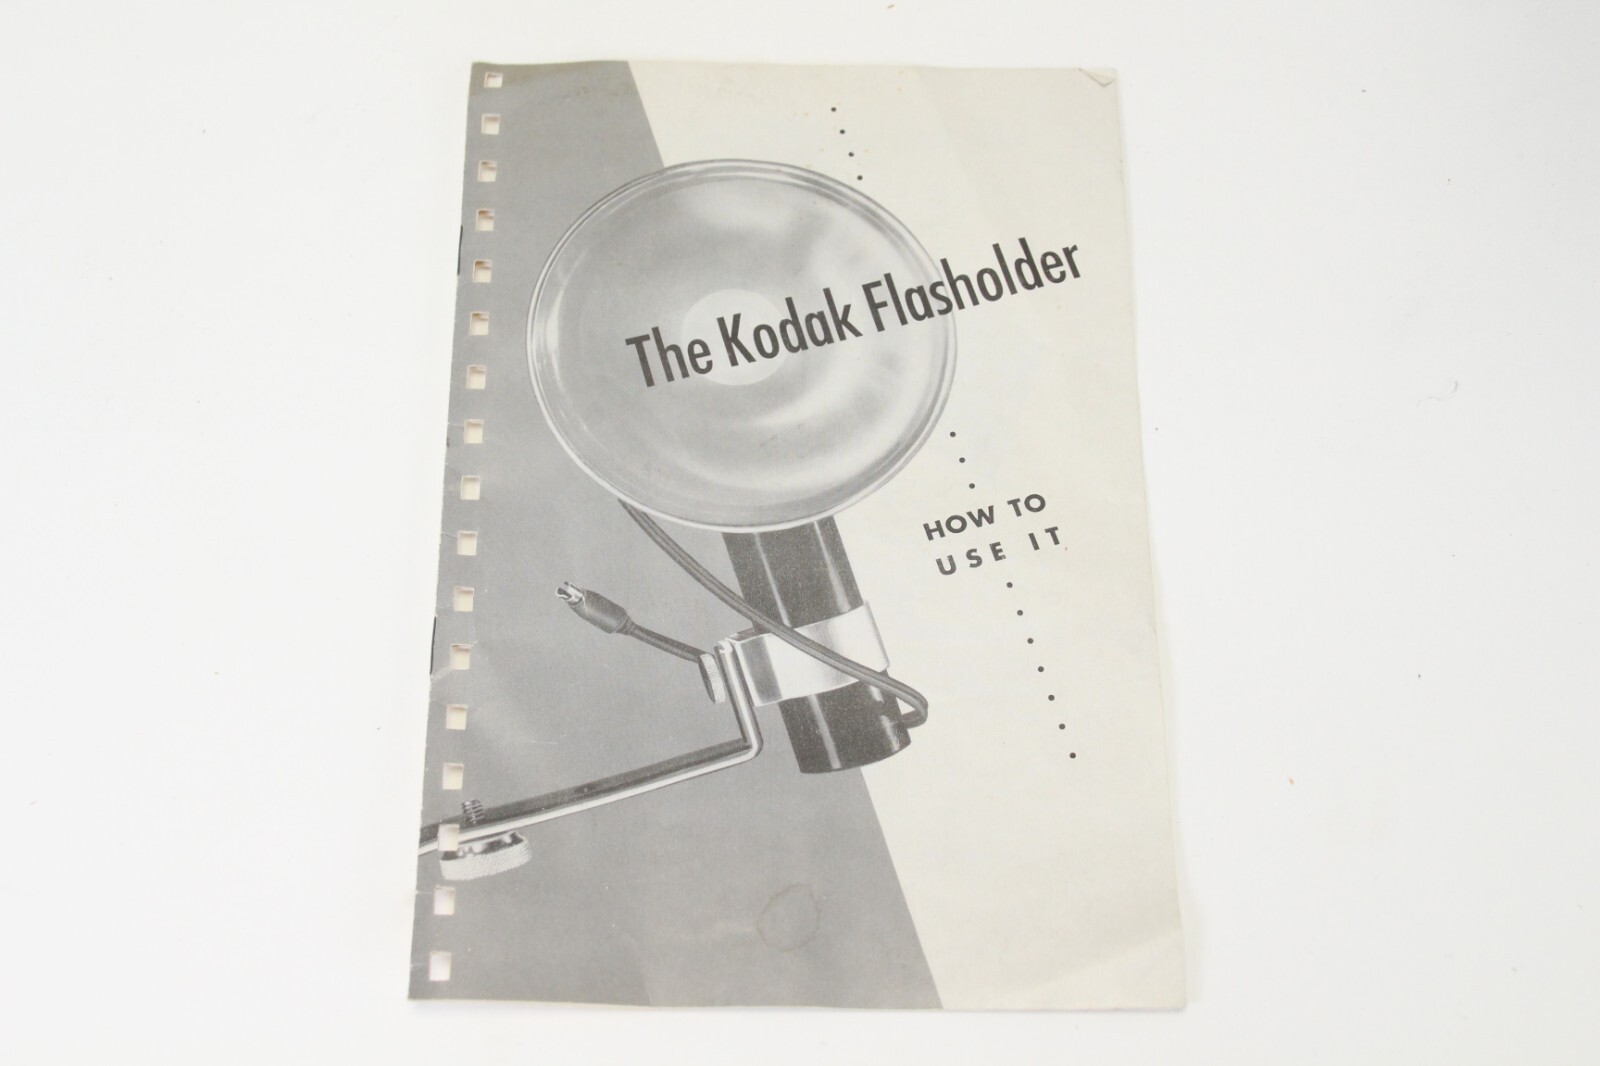 The Kodak Flasholder
HOW TO
USE IT